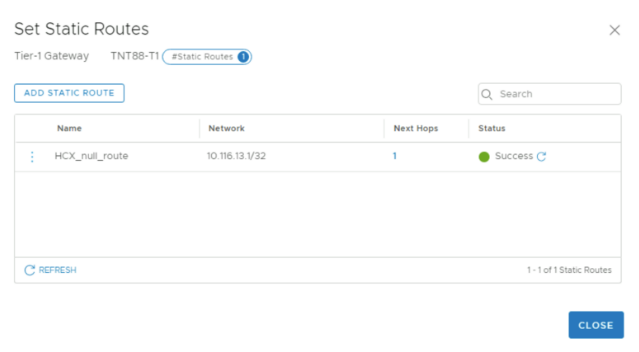 Set Static Routes
Tier-1 Gateway TNT88-T1 #Static Routes 1
ADD STATIC ROUTE Search
Name Network Next Hops Status
HCX_null_route 10.116.13.1/32 1 Success
REFRESH 1 - 1 of 1 Static Routes
CLOSE